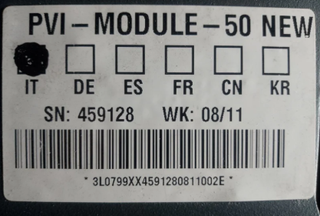 PVI-MODULE-50 NEW
IT DE ES FR CN KR
SN: 459128 WK: 08/11
* 3L0799XX4591280811002E *